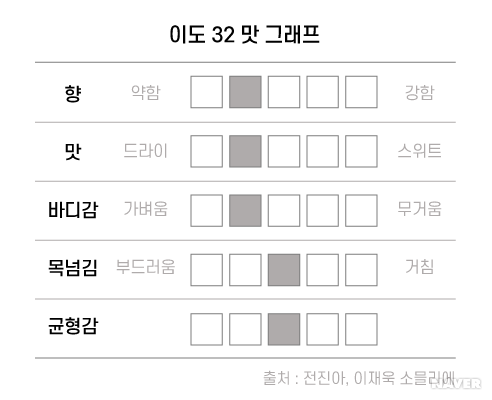 이도 32 맛 그래프
향 약함 강함
맛 드라이 스위트
바디감 가벼움 무거움
목넘김 부드러움 거침
균형감
출처 : 전진아, 이재욱 소믈리에
NAVER